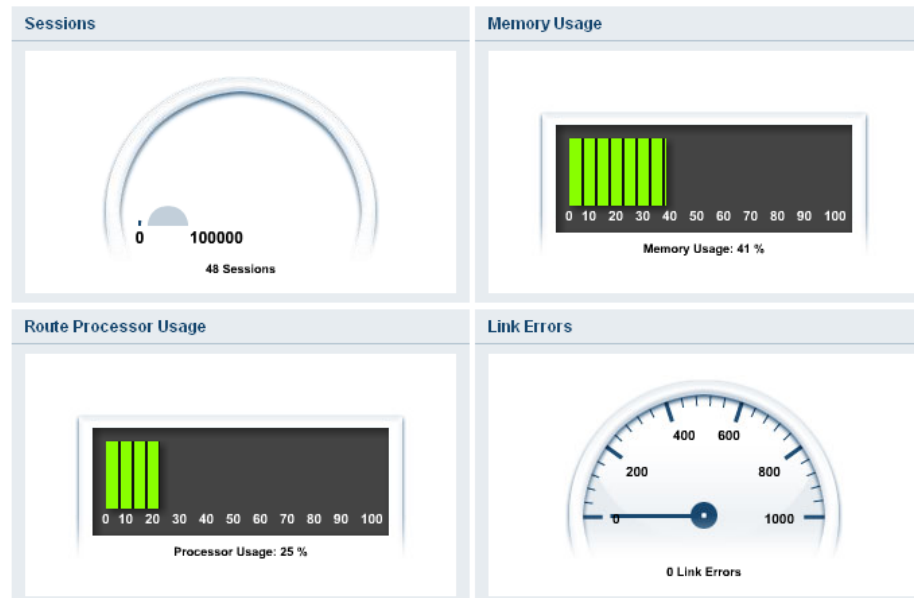 Sessions
0 100000
48 Sessions
Memory Usage
0 10 20 30 40 50 60 70 80 90 100
Memory Usage: 41 %
Route Processor Usage
0 10 20 30 40 50 60 70 80 90 100
Processor Usage: 25 %
Link Errors
400 600
200 800
0 1000
0 Link Errors